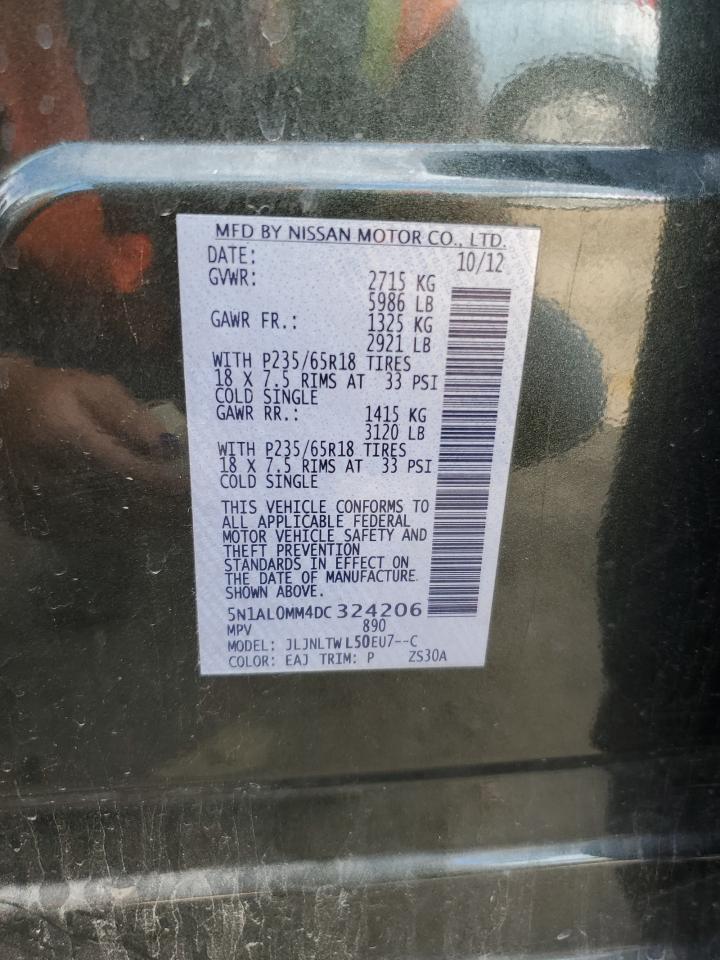 MFD BY NISSAN MOTOR CO., LTD.
DATE: 10/12
GVWR: 2715 KG
5986 LB
GAWR FR.: 1325 KG
2921 LB
WITH P235/65R18 TIRES
18 X 7.5 RIMS AT 33 PSI
COLD SINGLE
GAWR RR.: 1415 KG
3120 LB
WITH P235/65R18 TIRES
18 X 7.5 RIMS AT 33 PSI
COLD SINGLE
THIS VEHICLE CONFORMS TO
ALL APPLICABLE FEDERAL
MOTOR VEHICLE SAFETY AND
THEFT PREVENTION
STANDARDS IN EFFECT ON
THE DATE OF MANUFACTURE
SHOWN ABOVE.
5N1AL0MM4DC324206
MPV 890
MODEL: JLJNLTWL50EU7--C
COLOR: EAJ TRIM: P ZS30A